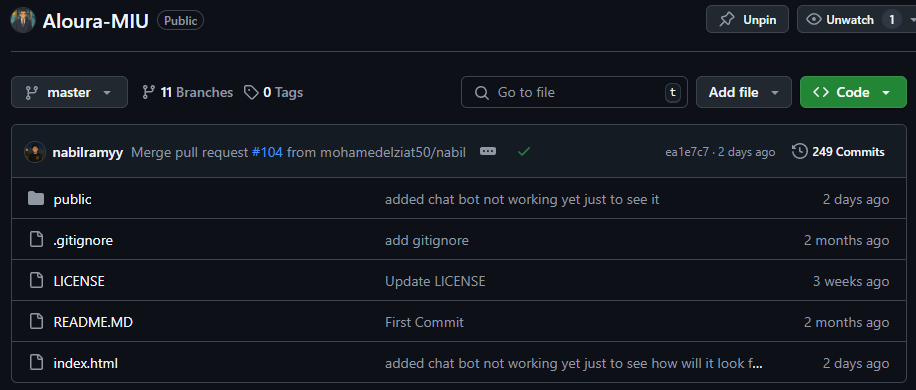 Aloura-MIU Public Unpin Unwatch 1
master 11 Branches 0 Tags Go to file t Add file Code
nabilramyy Merge pull request #104 from mohamedelziat50/nabil ea1e7c7 · 2 days ago 249 Commits
public added chat bot not working yet just to see it 2 days ago
.gitignore add gitignore 2 months ago
LICENSE Update LICENSE 3 weeks ago
README.MD First Commit 2 months ago
index.html added chat bot not working yet just to see how will it look f... 2 days ago